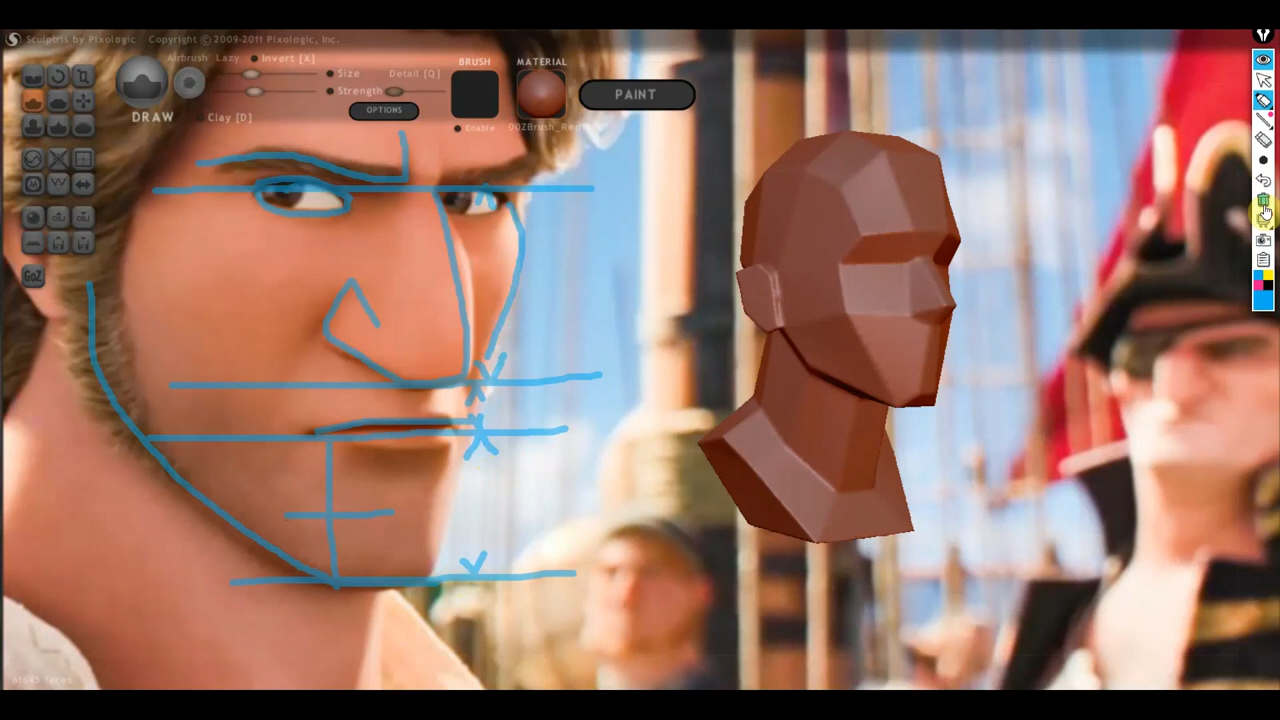 Sculptris by Pixologic Copyright © 2009-2011 Pixologic, Inc.
Airbrush Lazy Invert [X]
BRUSH
MATERIAL
Size Detail [Q]
Strength
PAINT
OPTIONS
DRAW
Clay [D]
Enable
GoZ